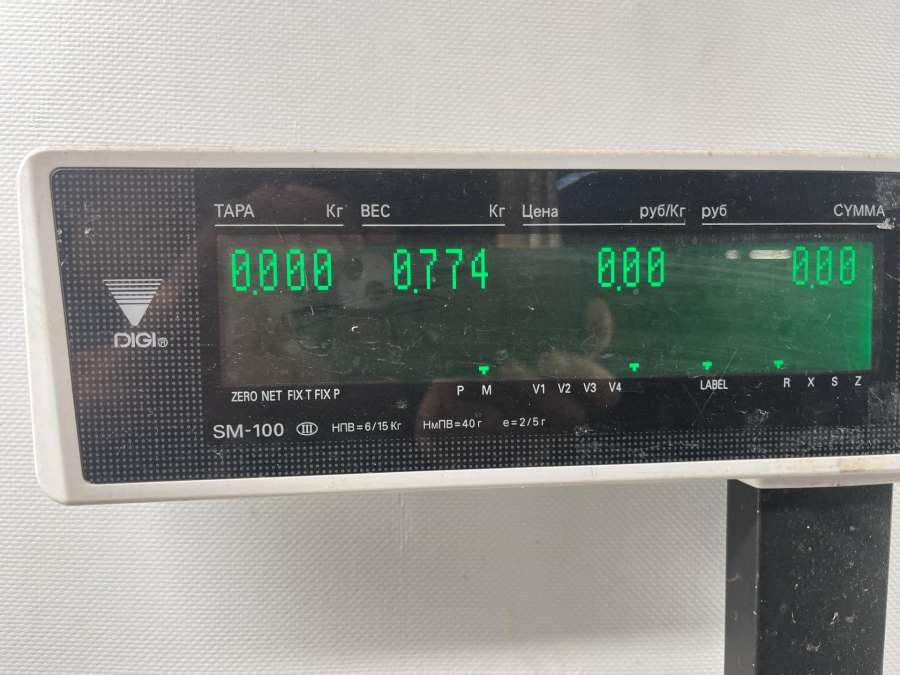 ТАРА Кг ВЕС Кг Цена руб/Кг руб СУММА
0.000 0.774 0.00 0.00
DIGI®
ZERO NET FIX T FIX P P M V1 V2 V3 V4 LABEL R X S Z
SM-100 III НПВ=6/15 Кг НмПВ=40 г e=2/5 г